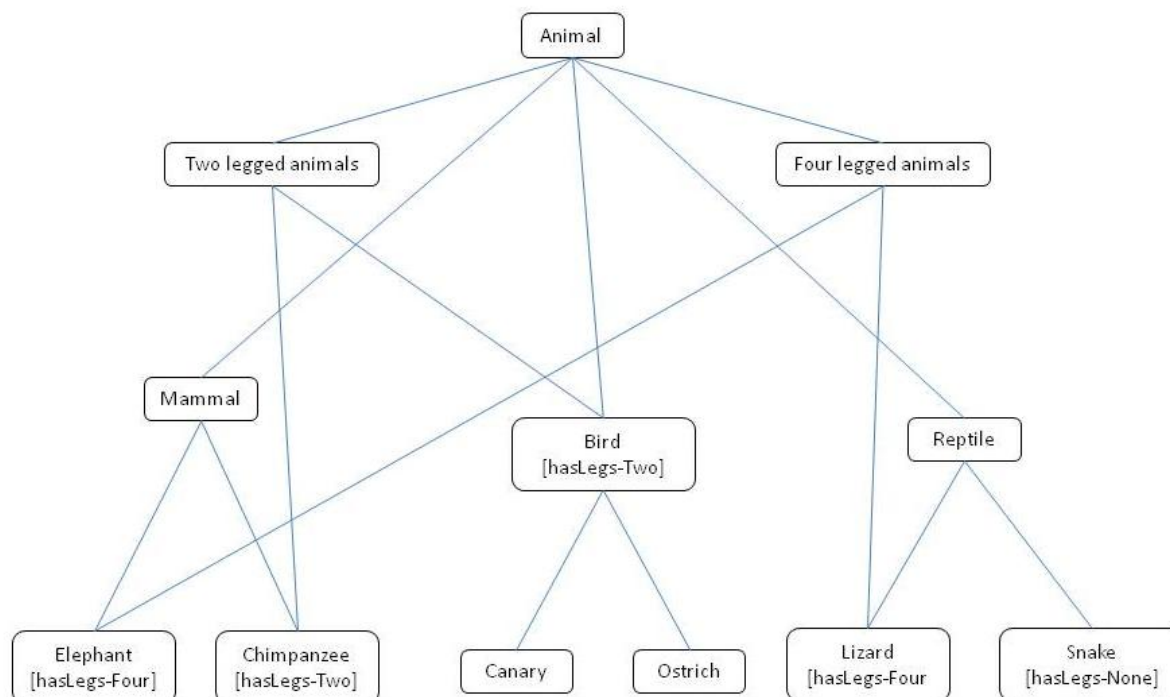 Animal
Two legged animals
Four legged animals
Mammal
Bird
[hasLegs-Two]
Reptile
Elephant
[hasLegs-Four]
Chimpanzee
[hasLegs-Two]
Canary
Ostrich
Lizard
[hasLegs-Four
Snake
[hasLegs-None]